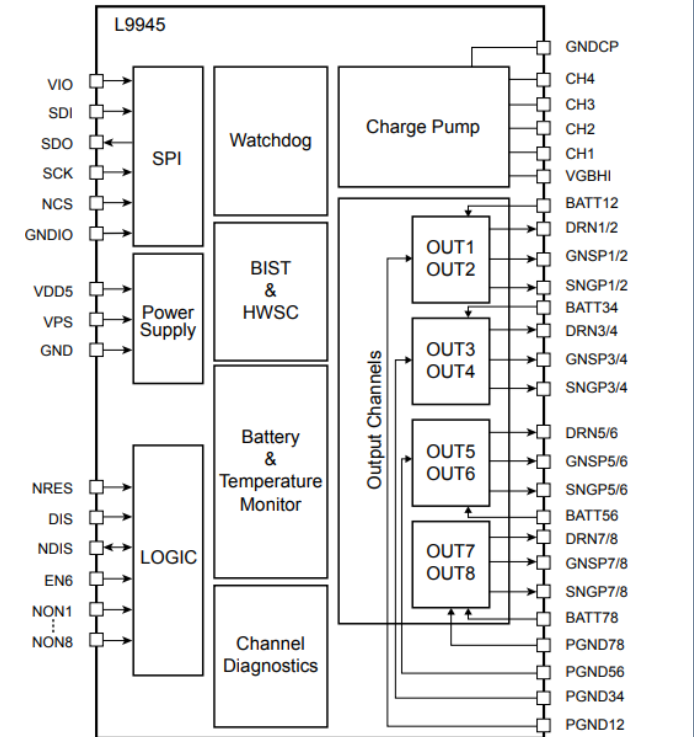 L9945
VIO
SDI
SDO
SCK
NCS
GNDIO
SPI
VDD5
VPS
GND
Power
Supply
NRES
DIS
NDIS
EN6
NON1
NON8
LOGIC
Watchdog
BIST
&
HWSC
Battery
&
Temperature
Monitor
Channel
Diagnostics
Charge Pump
Output Channels
OUT1
OUT2
OUT3
OUT4
OUT5
OUT6
OUT7
OUT8
GNDCP
CH4
CH3
CH2
CH1
VGBHI
BATT12
DRN1/2
GNSP1/2
SNGP1/2
BATT34
DRN3/4
GNSP3/4
SNGP3/4
DRN5/6
GNSP5/6
SNGP5/6
BATT56
DRN7/8
GNSP7/8
SNGP7/8
BATT78
PGND78
PGND56
PGND34
PGND12